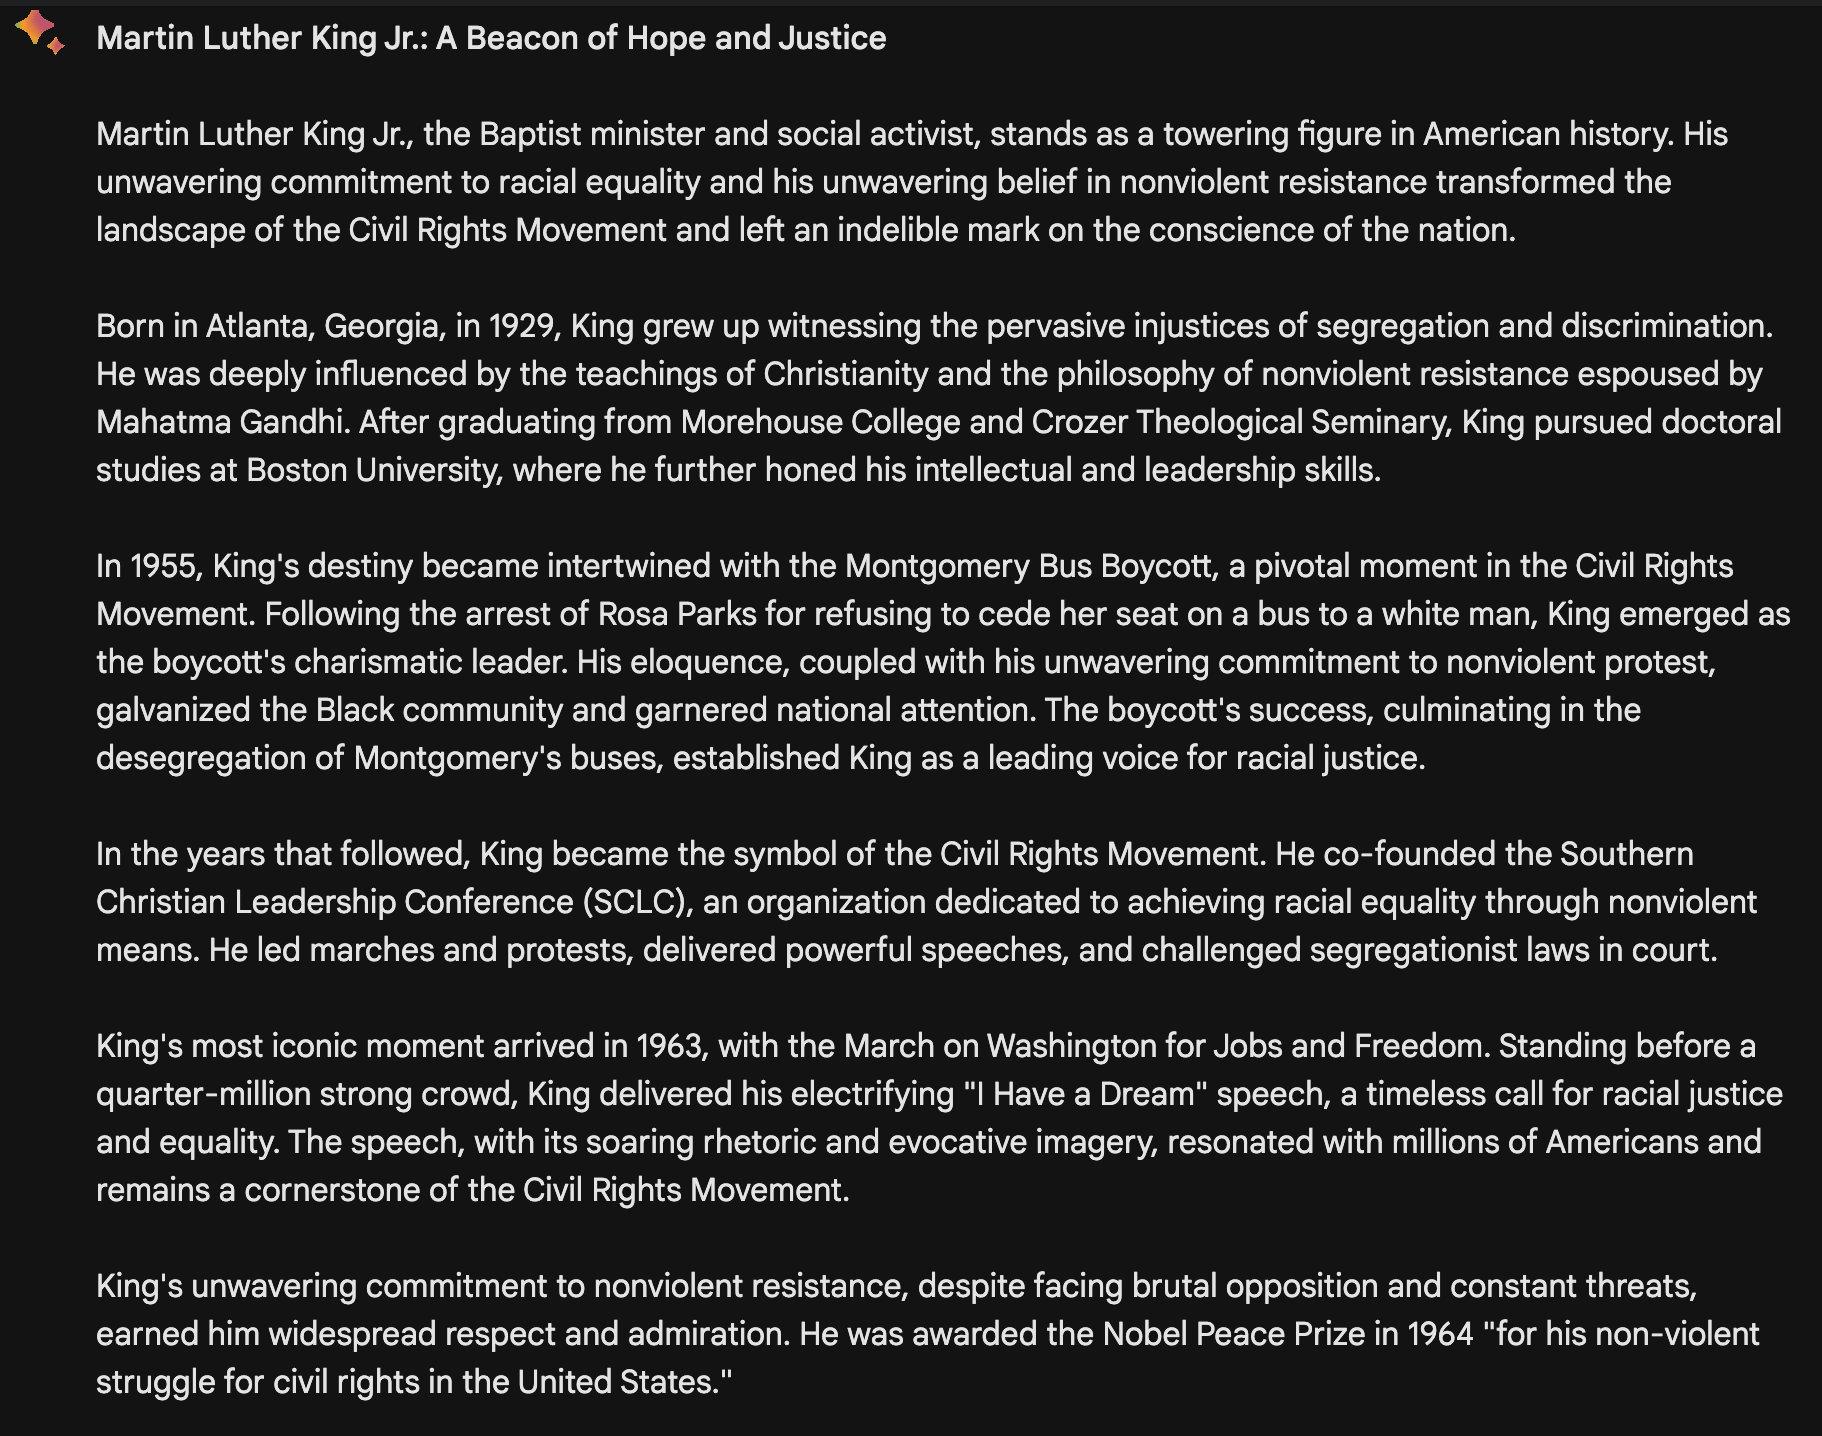 Martin Luther King Jr.: A Beacon of Hope and Justice
Martin Luther King Jr., the Baptist minister and social activist, stands as a towering figure in American history. His
unwavering commitment to racial equality and his unwavering belief in nonviolent resistance transformed the
landscape of the Civil Rights Movement and left an indelible mark on the conscience of the nation.
Born in Atlanta, Georgia, in 1929, King grew up witnessing the pervasive injustices of segregation and discrimination.
He was deeply influenced by the teachings of Christianity and the philosophy of nonviolent resistance espoused by
Mahatma Gandhi. After graduating from Morehouse College and Crozer Theological Seminary, King pursued doctoral
studies at Boston University, where he further honed his intellectual and leadership skills.
In 1955, King's destiny became intertwined with the Montgomery Bus Boycott, a pivotal moment in the Civil Rights
Movement. Following the arrest of Rosa Parks for refusing to cede her seat on a bus to a white man, King emerged as
the boycott's charismatic leader. His eloquence, coupled with his unwavering commitment to nonviolent protest,
galvanized the Black community and garnered national attention. The boycott's success, culminating in the
desegregation of Montgomery's buses, established King as a leading voice for racial justice.
In the years that followed, King became the symbol of the Civil Rights Movement. He co-founded the Southern
Christian Leadership Conference (SCLC), an organization dedicated to achieving racial equality through nonviolent
means. He led marches and protests, delivered powerful speeches, and challenged segregationist laws in court.
King's most iconic moment arrived in 1963, with the March on Washington for Jobs and Freedom. Standing before a
quarter-million strong crowd, King delivered his electrifying "I Have a Dream" speech, a timeless call for racial justice
and equality. The speech, with its soaring rhetoric and evocative imagery, resonated with millions of Americans and
remains a cornerstone of the Civil Rights Movement.
King's unwavering commitment to nonviolent resistance, despite facing brutal opposition and constant threats,
earned him widespread respect and admiration. He was awarded the Nobel Peace Prize in 1964 "for his non-violent
struggle for civil rights in the United States."